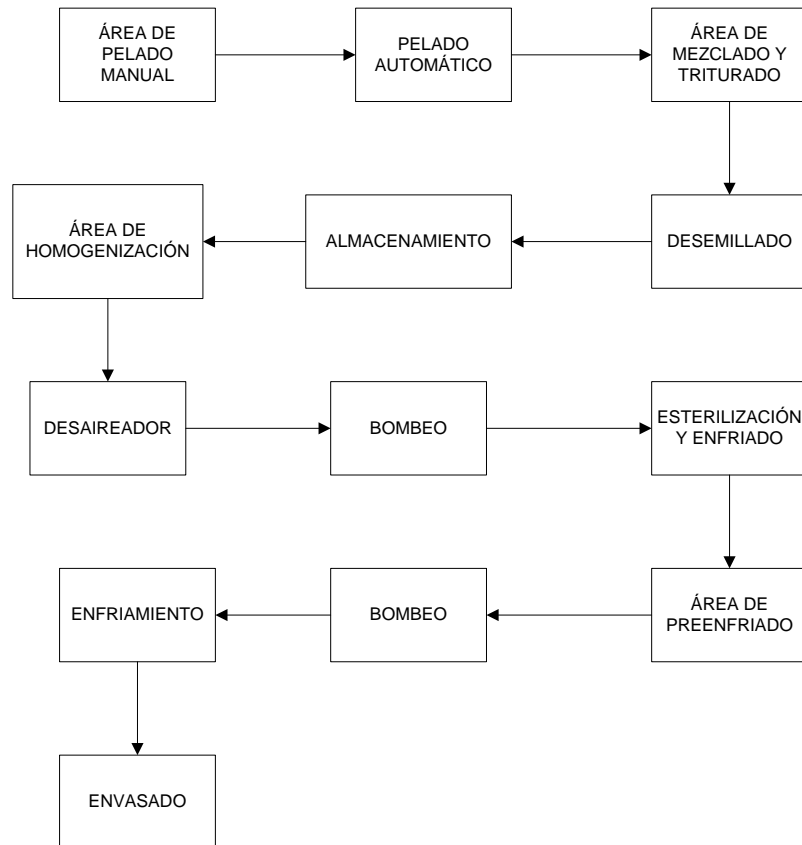 ÁREA DE
PELADO
MANUAL
PELADO
AUTOMÁTICO
ÁREA DE
MEZCLADO Y
TRITURADO
DESEMILLADO
ALMACENAMIENTO
ÁREA DE
HOMOGENIZACIÓN
DESAIREADOR
BOMBEO
ESTERILIZACIÓN
Y ENFRIADO
ÁREA DE
PREENFRIADO
BOMBEO
ENFRIAMIENTO
ENVASADO